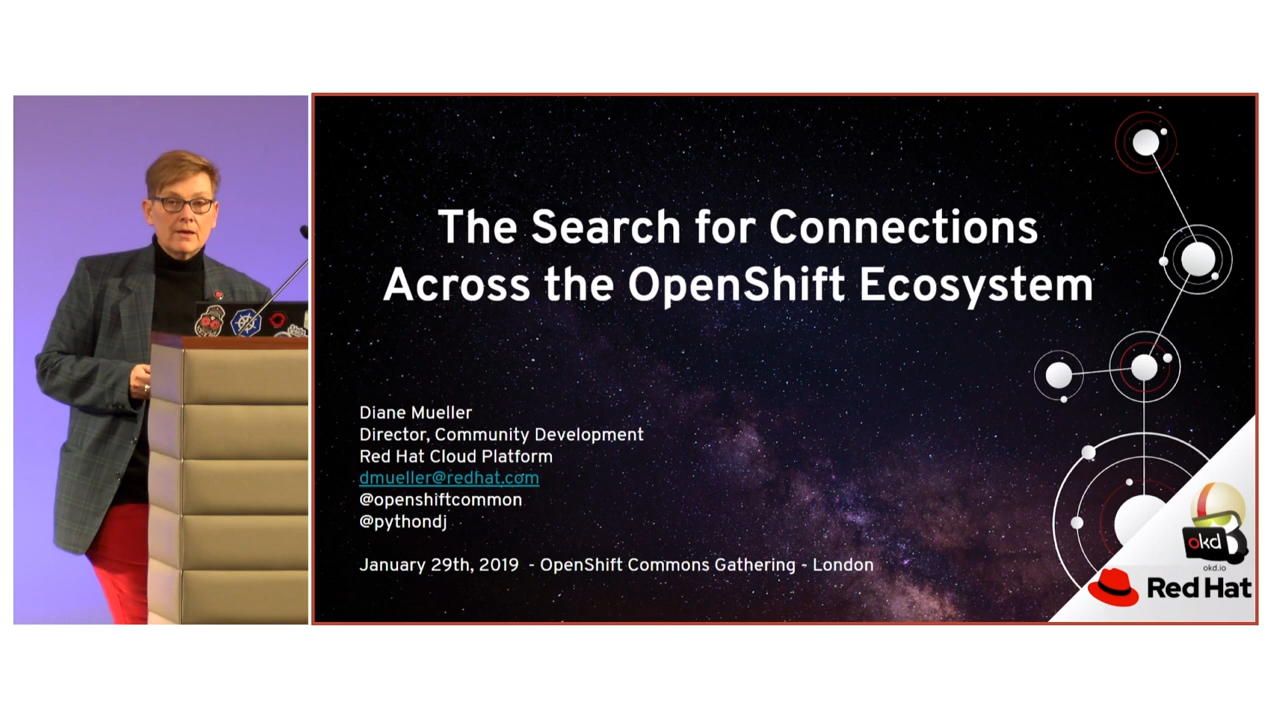 The Search for Connections
Across the OpenShift Ecosystem
Diane Mueller
Director, Community Development
Red Hat Cloud Platform
dmueller@redhat.com
@openshiftcommon
@pythondj
January 29th, 2019 - OpenShift Commons Gathering - London
okd
okd.io
Red Hat